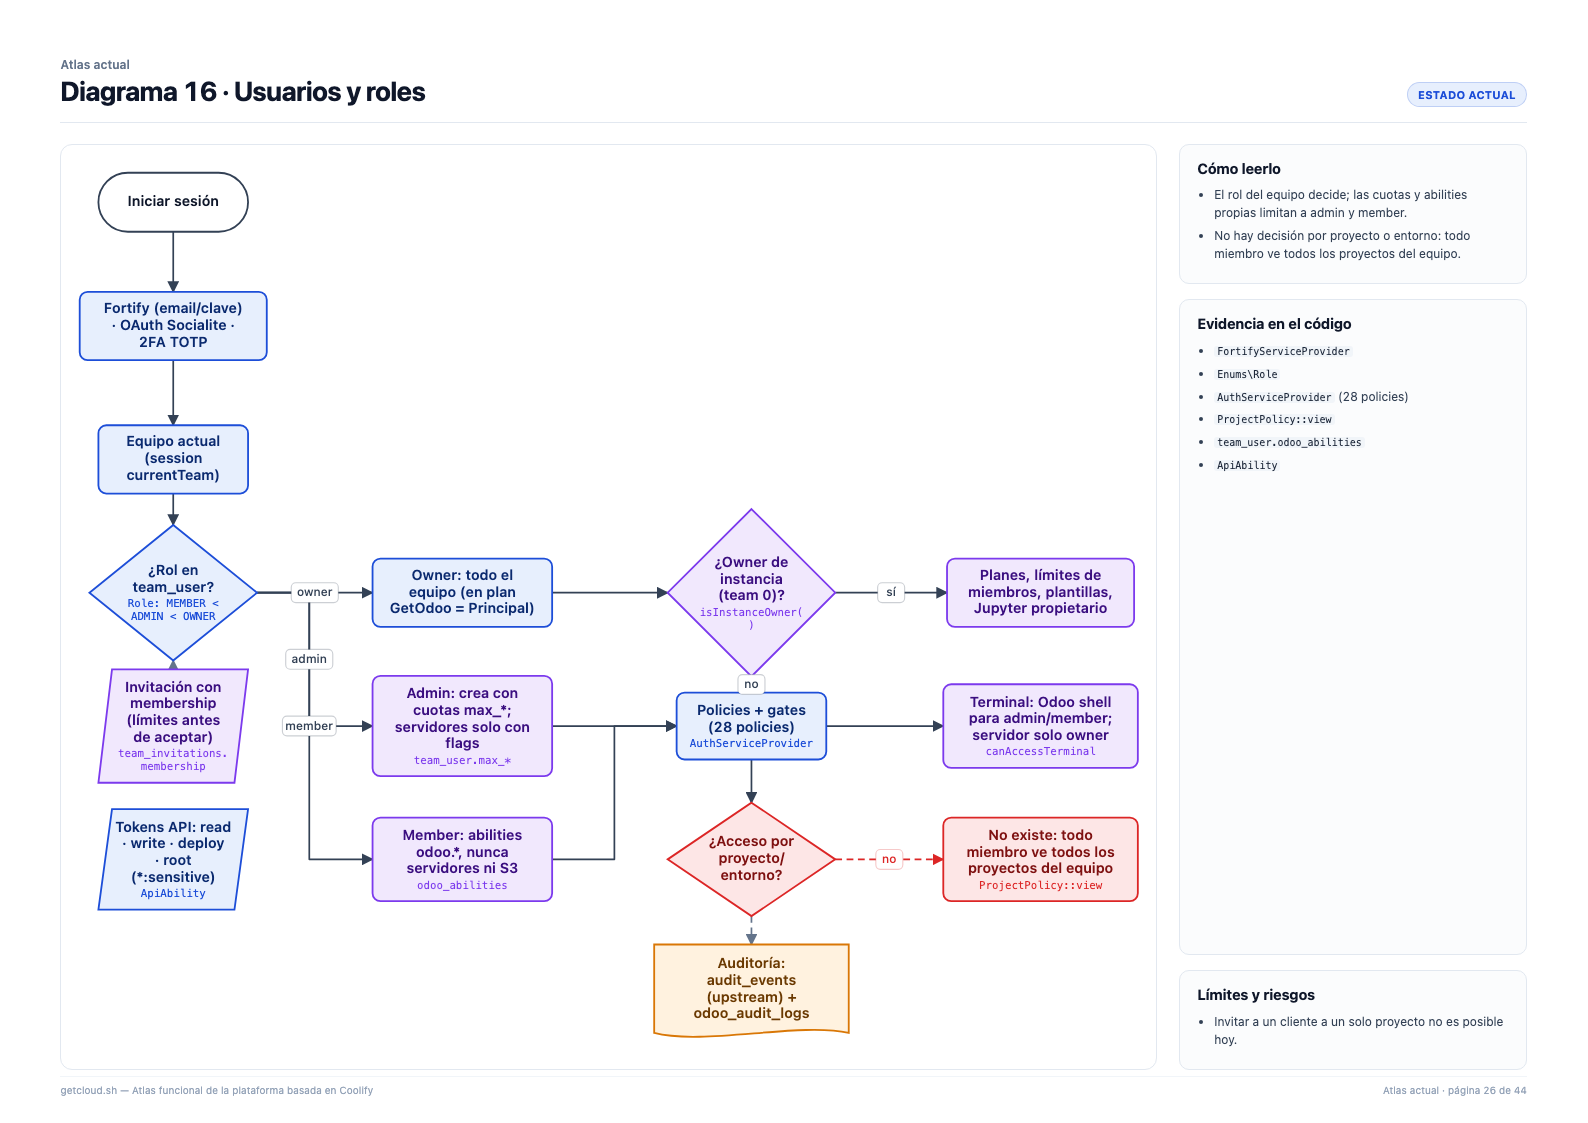 Atlas actual
Diagrama 16 · Usuarios y roles
ESTADO ACTUAL
Iniciar sesión
Fortify (email/clave)
· OAuth Socialite ·
2FA TOTP
Equipo actual
(session
currentTeam)
¿Rol en
team_user?
Role: MEMBER <
ADMIN < OWNER
owner
admin
member
Invitación con
membership
(límites antes
de aceptar)
team_invitations.
membership
Tokens API: read
· write · deploy
· root
(*:sensitive)
ApiAbility
Owner: todo el
equipo (en plan
GetOdoo = Principal)
Admin: crea con
cuotas max_*;
servidores solo con
flags
team_user.max_*
Member: abilities
odoo.*, nunca
servidores ni S3
odoo_abilities
¿Owner de
instancia
(team 0)?
isInstanceOwner(
)
sí
no
Planes, límites de
miembros, plantillas,
Jupyter propietario
Policies + gates
(28 policies)
AuthServiceProvider
Terminal: Odoo shell
para admin/member;
servidor solo owner
canAccessTerminal
¿Acceso por
proyecto/
entorno?
no
No existe: todo
miembro ve todos los
proyectos del equipo
ProjectPolicy::view
Auditoría:
audit_events
(upstream) +
odoo_audit_logs
Cómo leerlo
• El rol del equipo decide; las cuotas y abilities
propias limitan a admin y member.
• No hay decisión por proyecto o entorno: todo
miembro ve todos los proyectos del equipo.
Evidencia en el código
• FortifyServiceProvider
• Enums\Role
• AuthServiceProvider (28 policies)
• ProjectPolicy::view
• team_user.odoo_abilities
• ApiAbility
Límites y riesgos
• Invitar a un cliente a un solo proyecto no es posible
hoy.
getcloud.sh — Atlas funcional de la plataforma basada en Coolify
Atlas actual · página 26 de 44